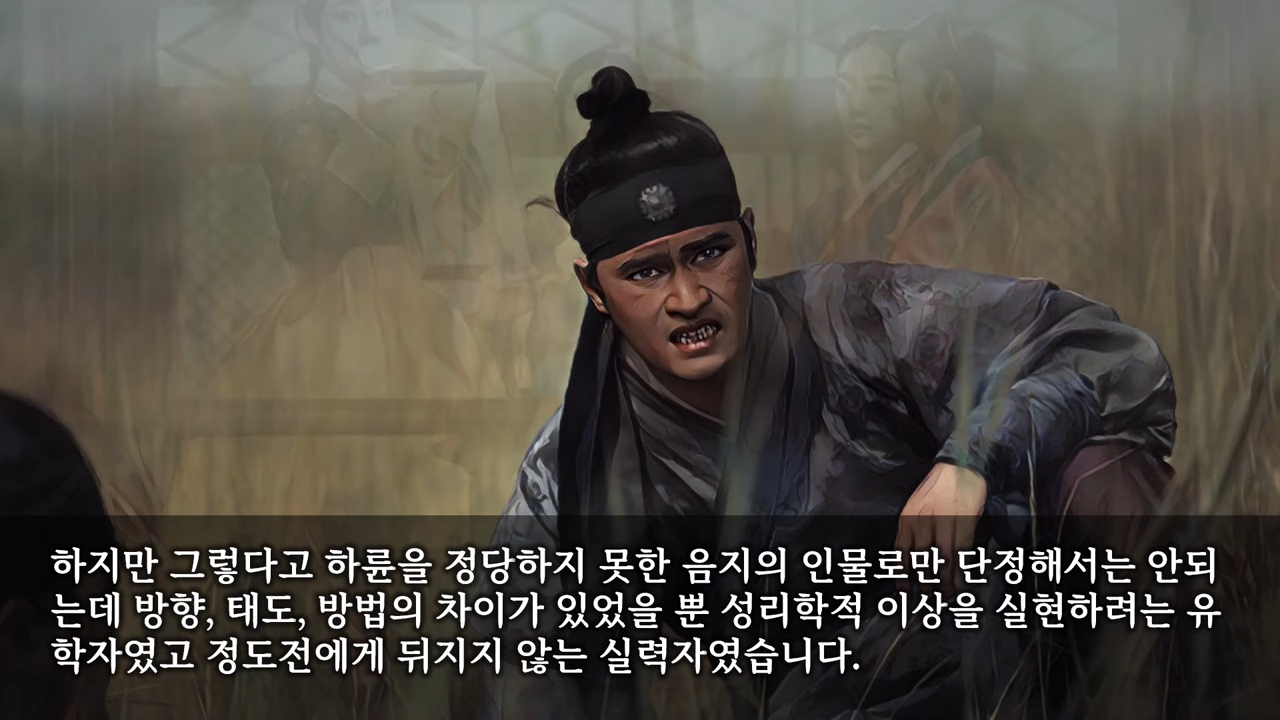 하지만 그렇다고 하륜을 정당하지 못한 음지의 인물로만 단정해서는 안되
는데 방향, 태도, 방법의 차이가 있었을 뿐 성리학적 이상을 실현하려는 유
학자였고 정도전에게 뒤지지 않는 실력자였습니다.